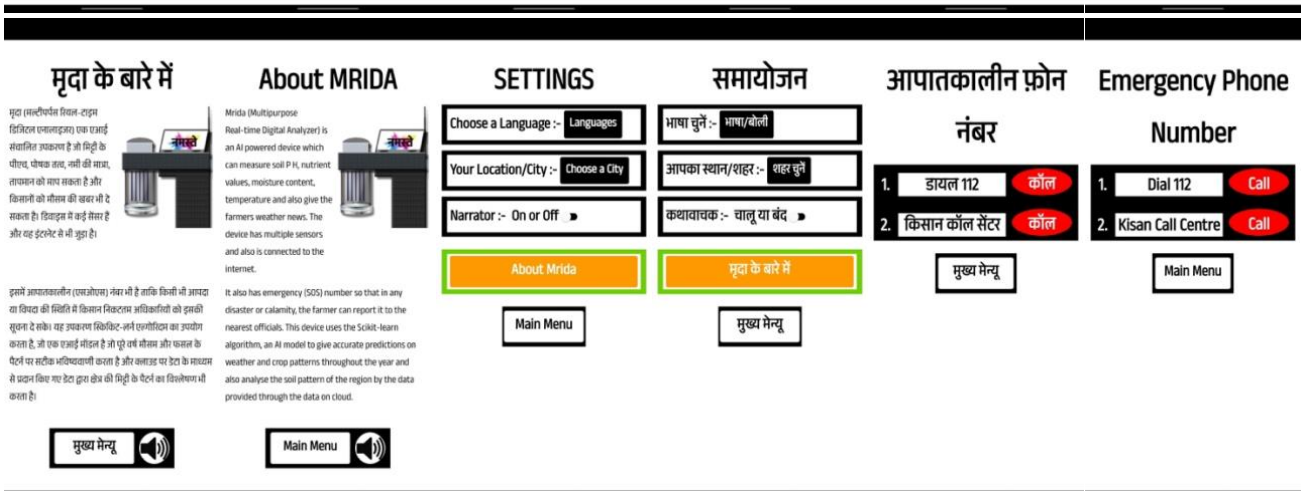 मृदा के बारे में
मृदा (मल्टीपर्पस रियल-टाइम
डिजिटल एनालाइजर) एक एआई
संचालित उपकरण है जो मिट्टी के
पीएच, पोषक तत्व, नमी की मात्रा,
तापमान को माप सकता है और
किसानों को मौसम की खबर भी दे
सकता है। डिवाइस में कई सेंसर हैं
और यह इंटरनेट से भी जुड़ा है।
नमस्ते
इसमें आपातकालीन (एसओएस) नंबर भी है ताकि किसी भी आपदा
या विपदा की स्थिति में किसान निकटतम अधिकारियों को इसकी
सूचना दे सके। यह उपकरण स्किकिट-लर्न एल्गोरिदम का उपयोग
करता है, जो एक एआई मॉडल है जो पूरे वर्ष मौसम और फसल के
पैटर्न पर सटीक भविष्यवाणी करता है और क्लाउड पर डेटा के माध्यम
से प्रदान किए गए डेटा द्वारा क्षेत्र की मिट्टी के पैटर्न का विश्लेषण भी
करता है।
मुख्य मेन्यू
About MRIDA
Mrida (Multipurpose
Real-time Digital Analyzer) is
an AI powered device which
can measure soil P H, nutrient
values, moisture content,
temperature and also give the
farmers weather news. The
device has multiple sensors
and also is connected to the
internet.
नमस्ते
It also has emergency (SOS) number so that in any
disaster or calamity, the farmer can report it to the
nearest officials. This device uses the Scikit-learn
algorithm, an AI model to give accurate predictions on
weather and crop patterns throughout the year and
also analyse the soil pattern of the region by the data
provided through the data on cloud.
Main Menu
SETTINGS
Choose a Language :- Languages
Your Location/City :- Choose a City
Narrator :- On or Off
About Mrida
Main Menu
समायोजन
भाषा चुनें :- भाषा/बोली
आपका स्थान/शहर :- शहर चुनें
कथावाचक :- चालू या बंद
मृदा के बारे में
मुख्य मेन्यू
आपातकालीन फ़ोन
नंबर
1. डायल 112 कॉल
2. किसान कॉल सेंटर कॉल
मुख्य मेन्यू
Emergency Phone
Number
1. Dial 112 Call
2. Kisan Call Centre Call
Main Menu